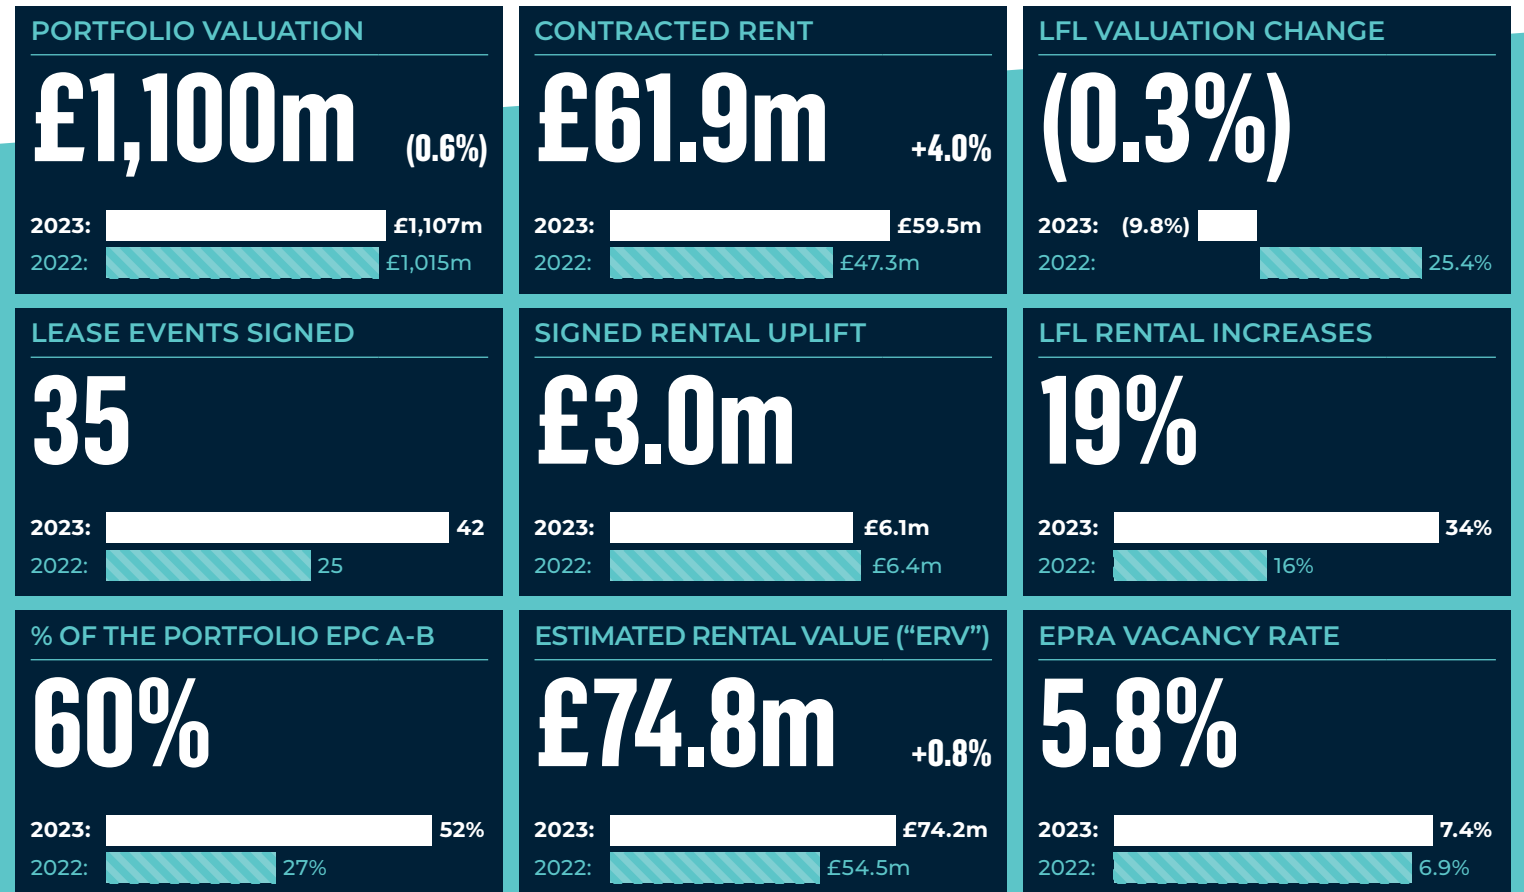 PORTFOLIO VALUATION
£1,100m (0.6%)
2023: £1,107m
2022: £1,015m
CONTRACTED RENT
£61.9m +4.0%
2023: £59.5m
2022: £47.3m
LFL VALUATION CHANGE
(0.3%)
2023: (9.8%)
2022: 25.4%
LEASE EVENTS SIGNED
35
2023: 42
2022: 25
SIGNED RENTAL UPLIFT
£3.0m
2023: £6.1m
2022: £6.4m
LFL RENTAL INCREASES
19%
2023: 34%
2022: 16%
% OF THE PORTFOLIO EPC A-B
60%
2023: 52%
2022: 27%
ESTIMATED RENTAL VALUE (“ERV”)
£74.8m +0.8%
2023: £74.2m
2022: £54.5m
EPRA VACANCY RATE
5.8%
2023: 7.4%
2022: 6.9%